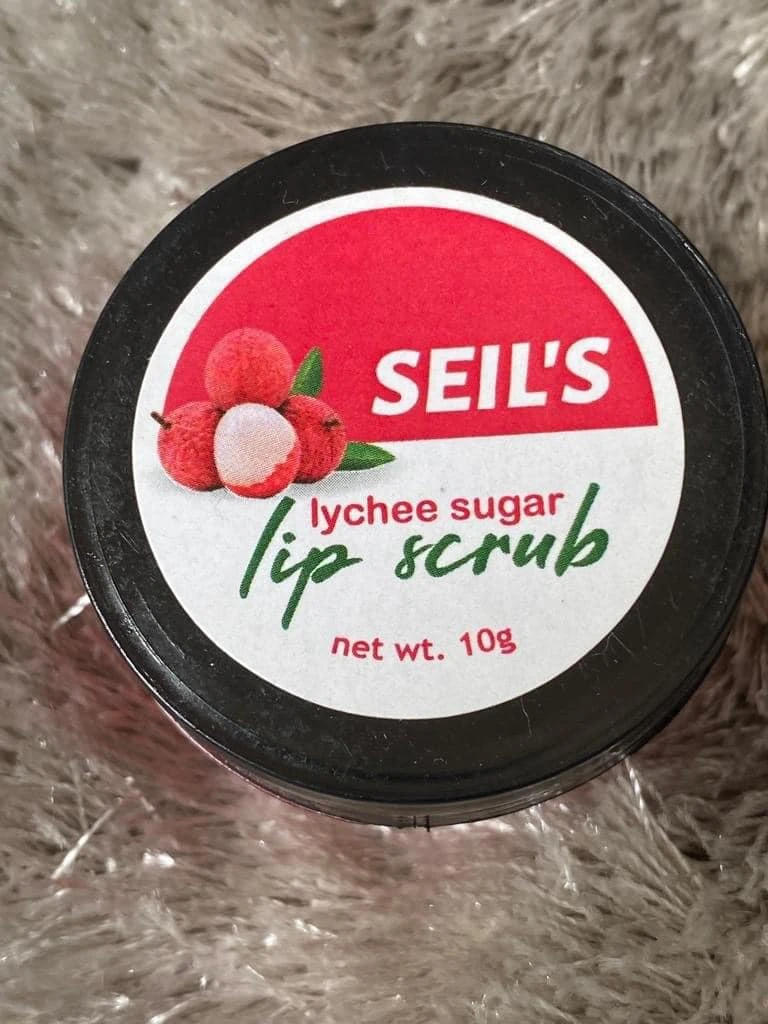 SEIL'S
lychee sugar
lip scrub
net wt. 10g